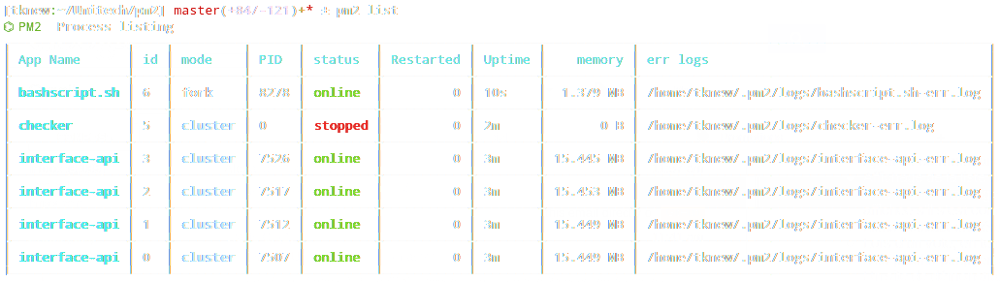 [tknew:~/Unitech/pm2] master(+847-121)+* ± pm2 list
PM2 Process listing
App Name id mode PID status Restarted Uptime memory err logs
bashscript.sh 6 fork 8278 online 0 10s 1.379 MB /home/tknew/.pm2/logs/bashscript.sh-err.log
checker 5 cluster 0 stopped 0 2m 0 B /home/tknew/.pm2/logs/checker-err.log
interface-api 3 cluster 7526 online 0 3m 15.445 MB /home/tknew/.pm2/logs/interface-api-err.log
interface-api 2 cluster 7517 online 0 3m 15.453 MB /home/tknew/.pm2/logs/interface-api-err.log
interface-api 1 cluster 7512 online 0 3m 15.449 MB /home/tknew/.pm2/logs/interface-api-err.log
interface-api 0 cluster 7507 online 0 3m 15.449 MB /home/tknew/.pm2/logs/interface-api-err.log